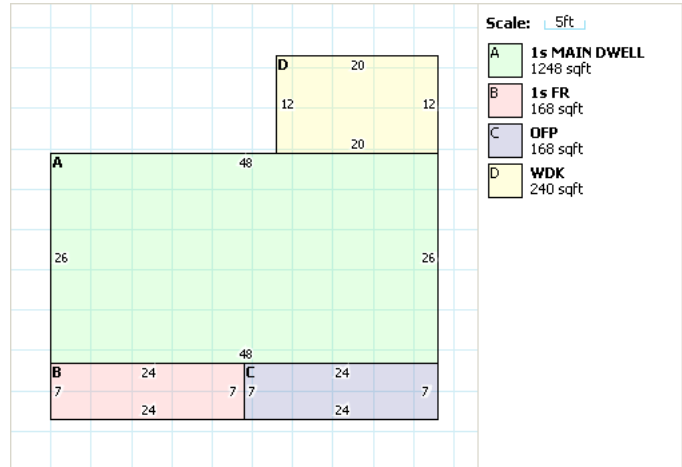 Scale: 5ft
A 1s MAIN DWELL
1248 sqft
B 1s FR
168 sqft
C OFP
168 sqft
D WDK
240 sqft
D 20
12 12
20
A 48
26 26
48
B 24 C 24
7 7 7 7
24 24